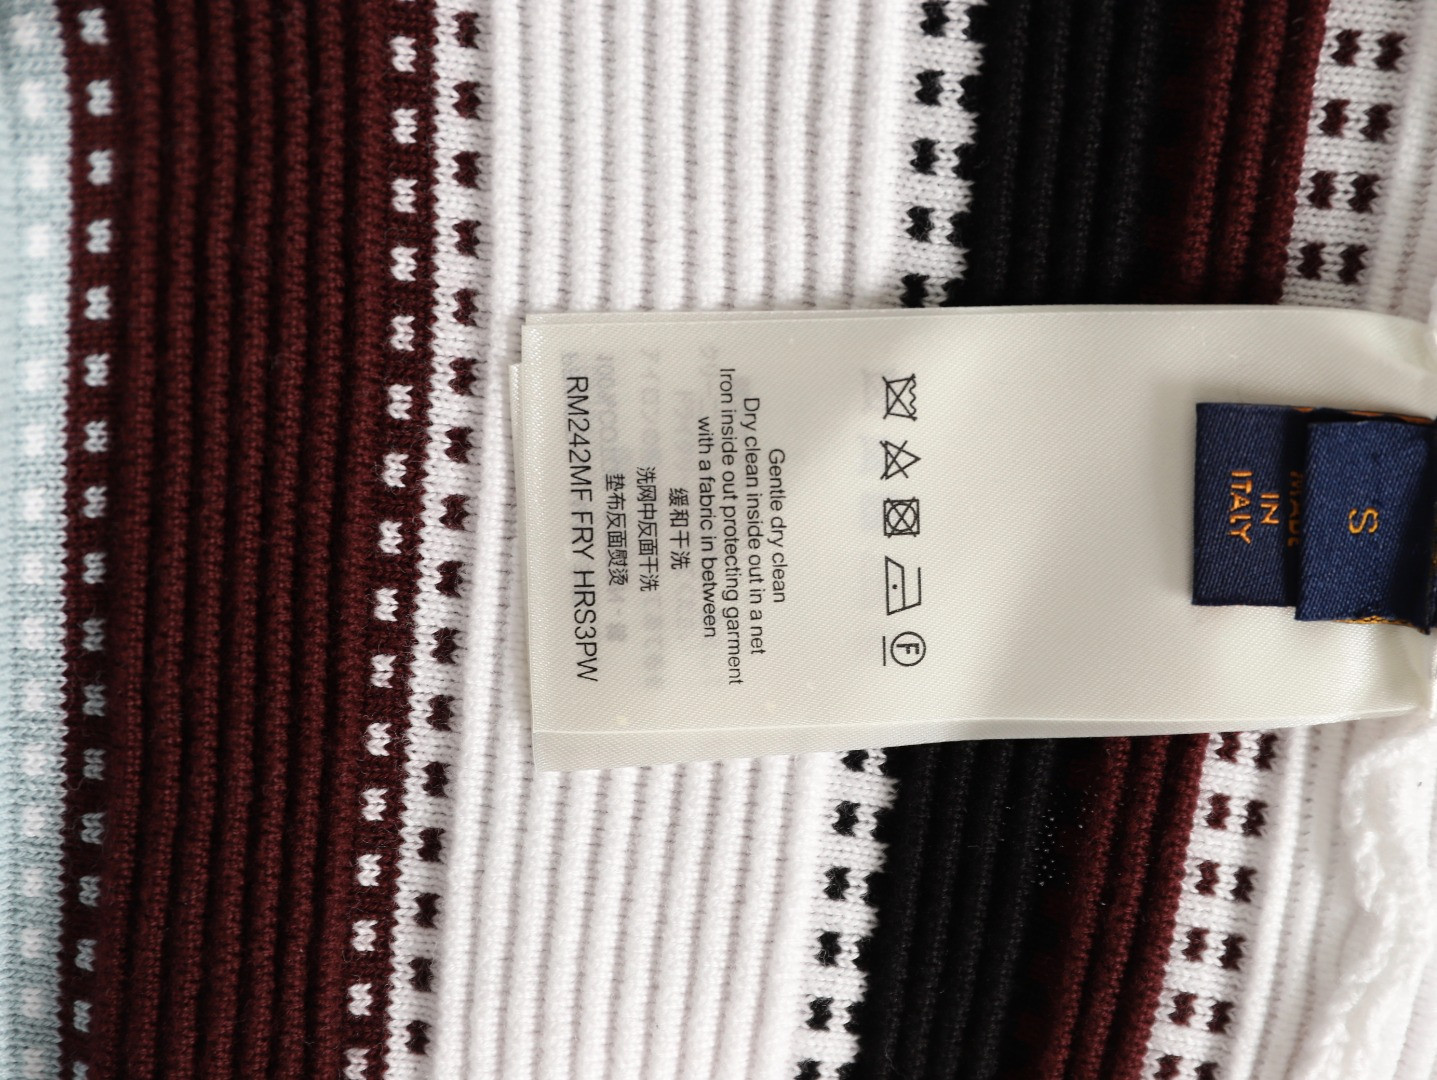 S
MADE
IN
ITALY
F
Gentle dry clean
Dry clean inside out in a net
Iron inside out protecting garment
with a fabric in between
缓和干洗
洗网中反面干洗
垫布反面熨烫
RM242MF FRY HRS3PW